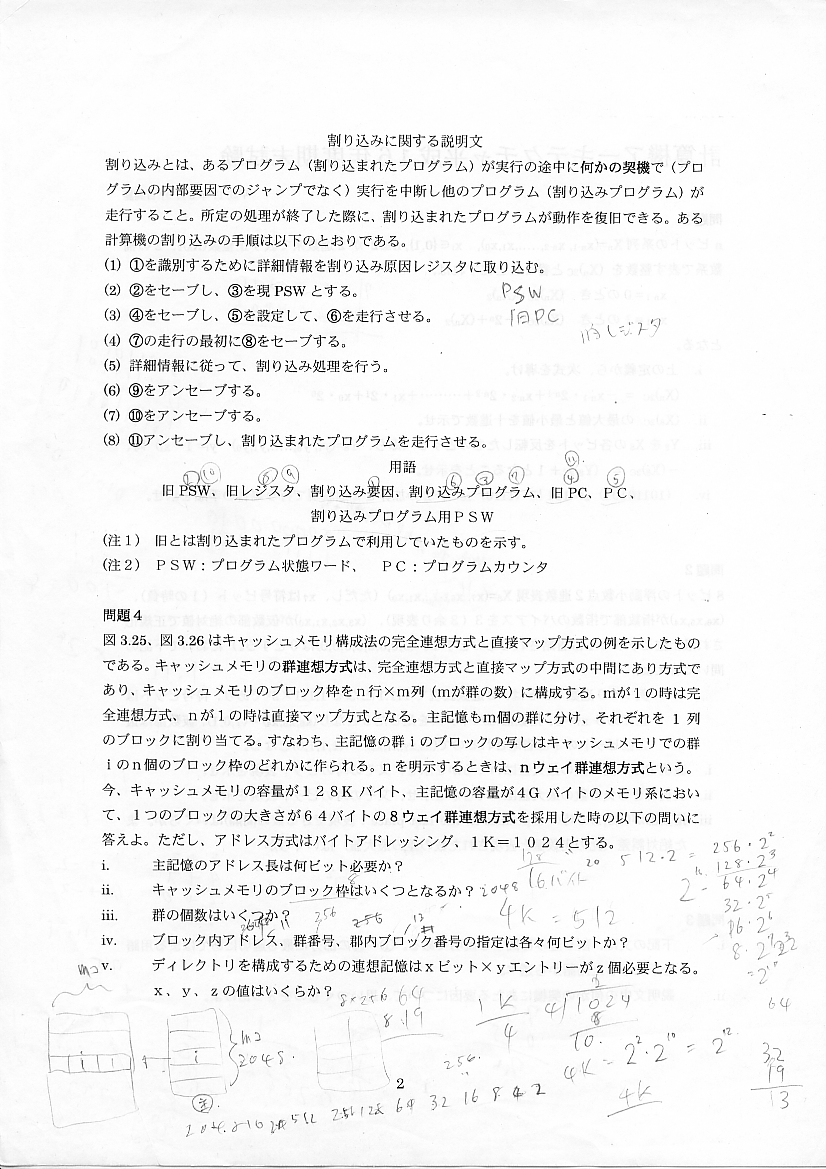 割り込みに関する説明文
割り込みとは、あるプログラム（割り込まれたプログラム）が実行の途中に何かの契機で（プロ
グラムの内部要因でのジャンプでなく）実行を中断し他のプログラム（割り込みプログラム）が
走行すること。所定の処理が終了した際に、割り込まれたプログラムが動作を復旧できる。ある
計算機の割り込みの手順は以下のとおりである。
(1) ①を識別するために詳細情報を割り込み原因レジスタに取り込む。
(2) ②をセーブし、③を現 PSW とする。
PSW
(3) ④をセーブし、⑤を設定して、⑥を走行させる。
旧PC
旧レジスタ
(4) ⑦の走行の最初に⑧をセーブする。
(5) 詳細情報に従って、割り込み処理を行う。
(6) ⑨をアンセーブする。
(7) ⑩をアンセーブする。
(8) ⑪アンセーブし、割り込まれたプログラムを走行させる。
用語
旧 PSW、旧レジスタ、割り込み要因、割り込みプログラム、旧 PC、ＰＣ、
割り込みプログラム用ＰＳＷ
(注１) 旧とは割り込まれたプログラムで利用していたものを示す。
(注２) ＰＳＷ：プログラム状態ワード、 ＰＣ：プログラムカウンタ
問題４
図 3.25、図 3.26 はキャッシュメモリ構成法の完全連想方式と直接マップ方式の例を示したもの
である。キャッシュメモリの群連想方式は、完全連想方式と直接マップ方式の中間にあり方式で
あり、キャッシュメモリのブロック枠をｎ行×ｍ列（ｍが群の数）に構成する。ｍが１の時は完
全連想方式、ｎが１の時は直接マップ方式となる。主記憶もｍ個の群に分け、それぞれを １ 列
のブロックに割り当てる。すなわち、主記憶の群ｉのブロックの写しはキャッシュメモリでの群
ｉのｎ個のブロック枠のどれかに作られる。ｎを明示するときは、ｎウェイ群連想方式という。
今、キャッシュメモリの容量が１２８Ｋ バイト、主記憶の容量が４Ｇ バイトのメモリ系におい
て、１つのブロックの大きさが６４バイトの８ウェイ群連想方式を採用した時の以下の問いに
答えよ。ただし、アドレス方式はバイトアドレッシング、１Ｋ＝１０２４とする。
i. 主記憶のアドレス長は何ビット必要か？
ii. キャッシュメモリのブロック枠はいくつとなるか？ 2048
iii. 群の個数はいくつか？
256
iv. ブロック内アドレス、群番号、郡内ブロック番号の指定は各々何ビットか？
v. ディレクトリを構成するための連想記憶はｘビット×ｙエントリーがｚ個必要となる。
ｘ、ｙ、ｚの値はいくらか？
512・2 = 256・2²
128・2³
64・2⁴
32・2⁵
16・2⁶
16バイト
4K = 512
8×256
64
8・19
1K
4
4K = 2²・2¹⁰ = 2¹²
4K
64
32
19
13
m2
i
m2
2048
主
256
64 32 16 8 4 2
2